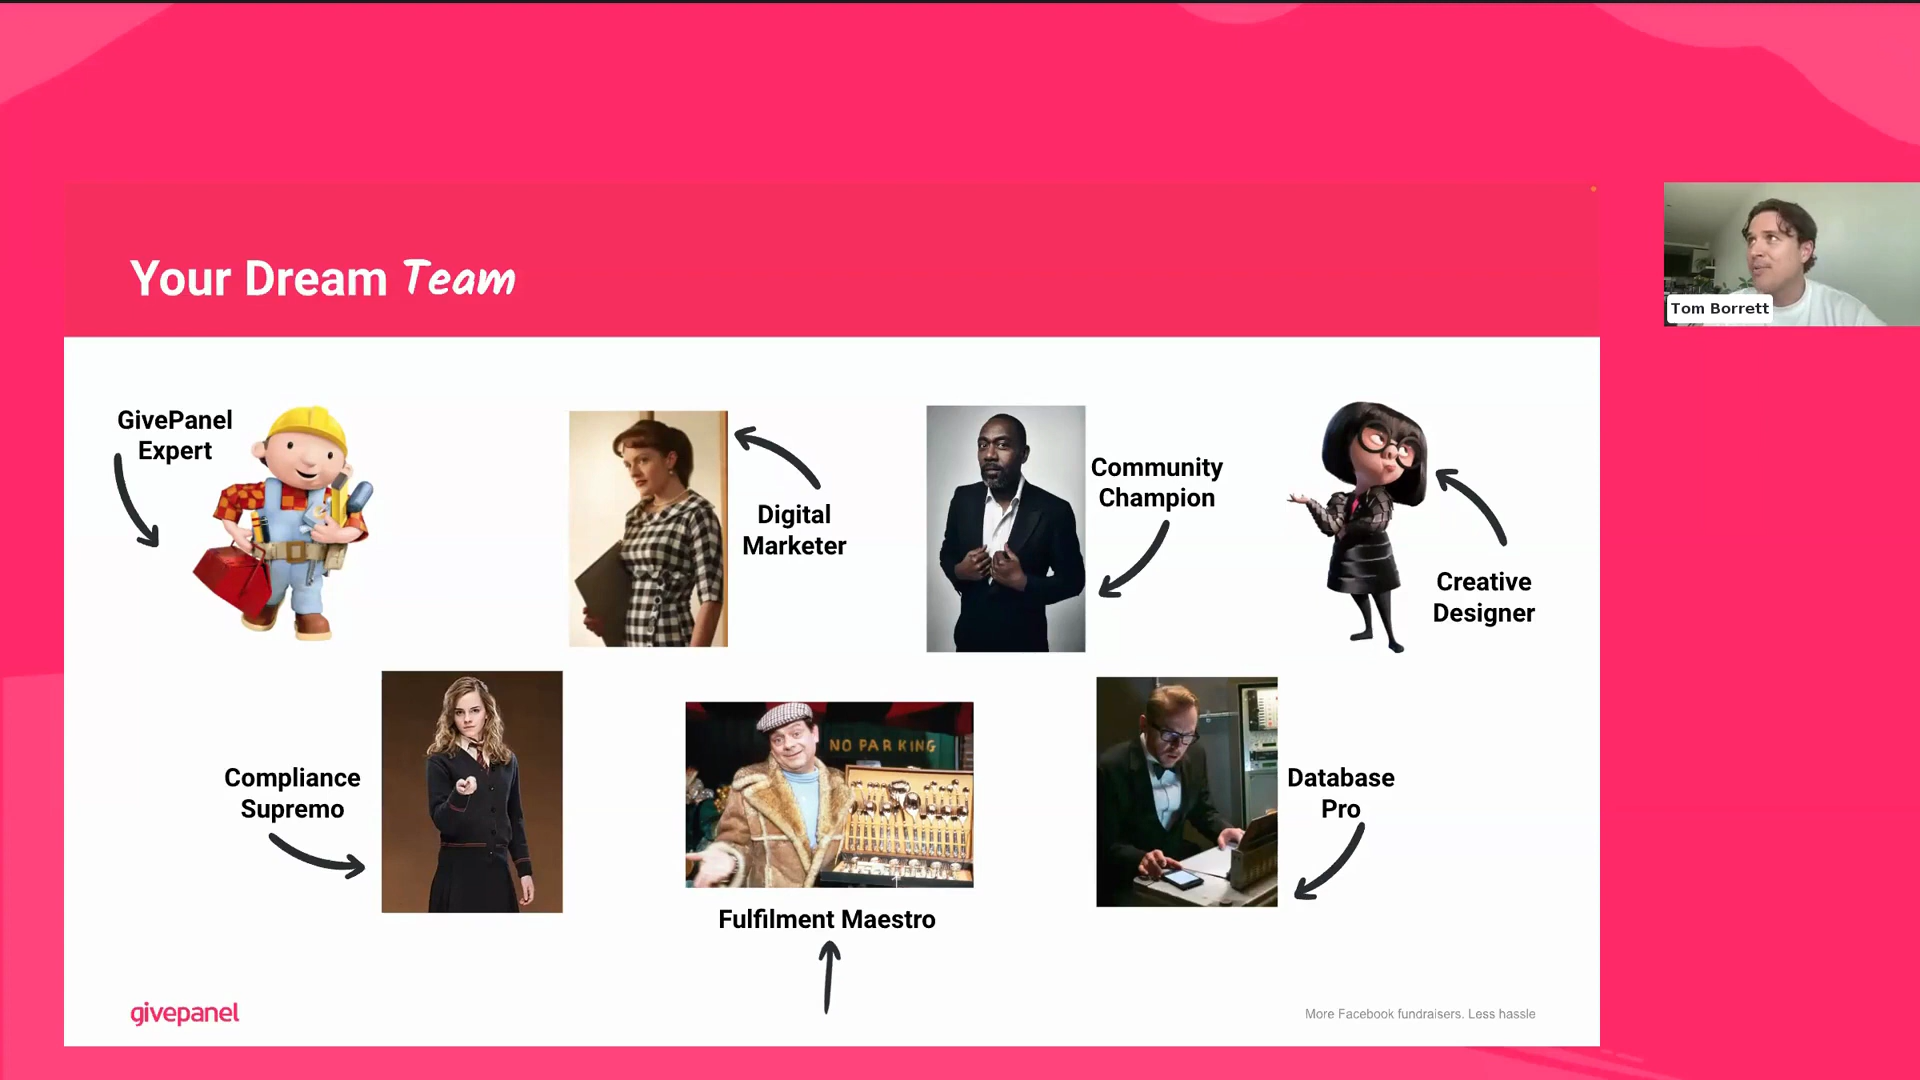 Your Dream Team
Tom Borrett
GivePanel
Expert
Digital
Marketer
Community
Champion
Creative
Designer
Compliance
Supremo
NO PARKING
Fulfilment Maestro
Database
Pro
givepanel
More Facebook fundraisers. Less hassle